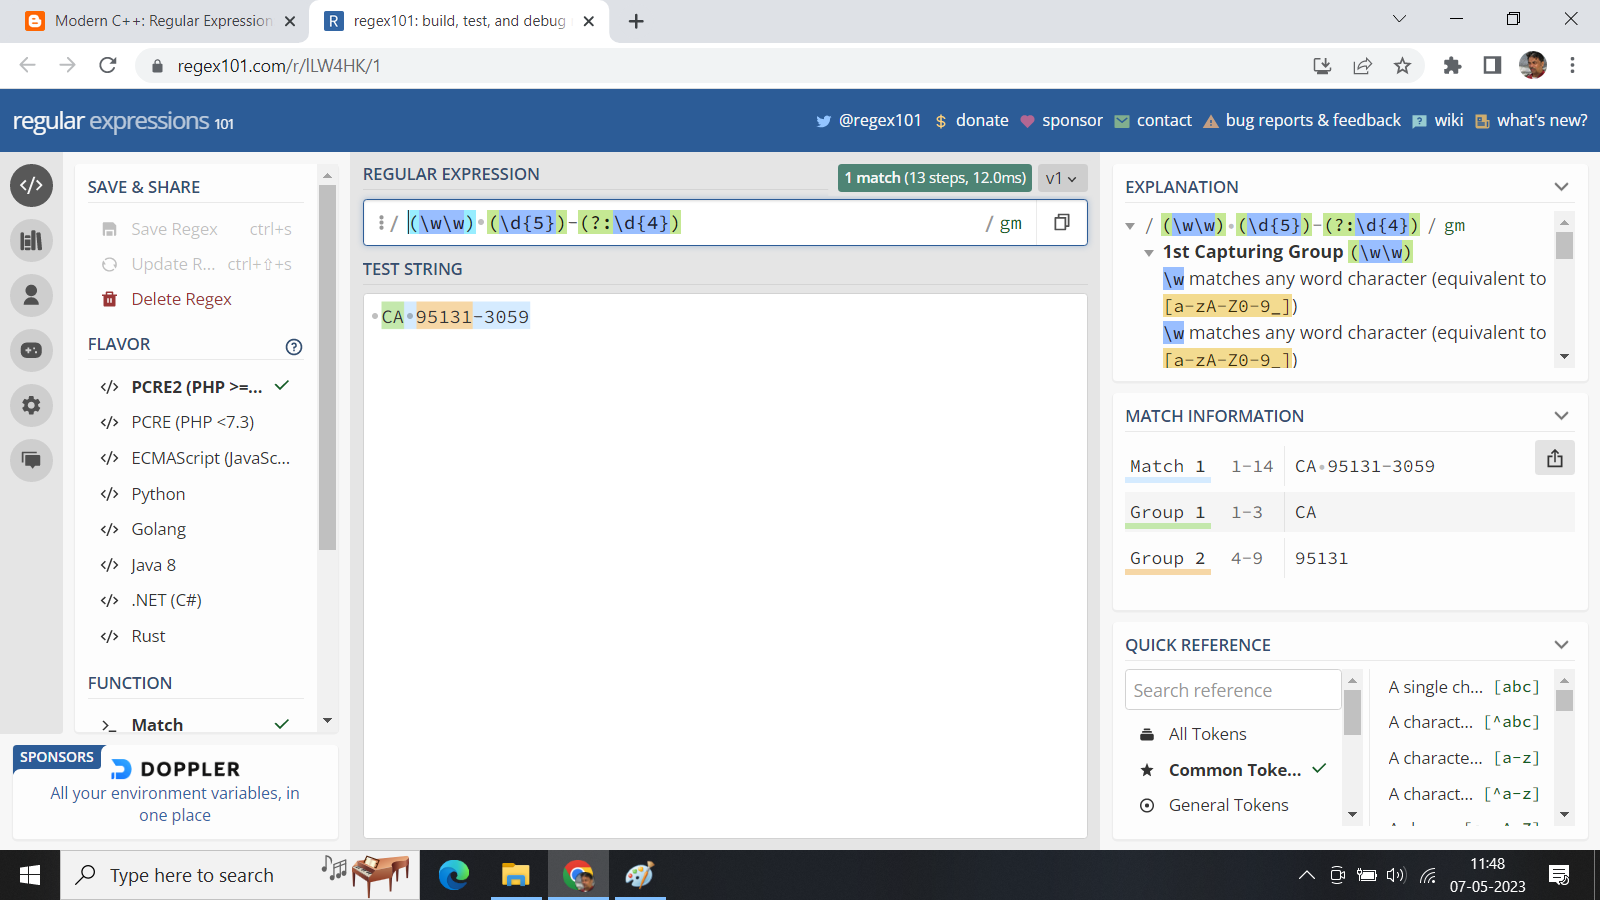 Modern C++: Regular Expression
regex101: build, test, and debug
regex101.com/r/lLW4HK/1
regular expressions 101
@regex101
$ donate
sponsor
contact
bug reports & feedback
wiki
what's new?
SAVE & SHARE
Save Regex ctrl+s
Update R... ctrl+⇧+s
Delete Regex
FLAVOR
</> PCRE2 (PHP >=...
</> PCRE (PHP <7.3)
</> ECMAScript (JavaSc...
</> Python
</> Golang
</> Java 8
</> .NET (C#)
</> Rust
FUNCTION
Match
SPONSORS
DOPPLER
All your environment variables, in
one place
REGULAR EXPRESSION
1 match (13 steps, 12.0ms)
v1
/ (\w\w)·(\d{5})-(?:\d{4}) / gm
TEST STRING
·CA·95131-3059
EXPLANATION
/ (\w\w)·(\d{5})-(?:\d{4}) / gm
1st Capturing Group (\w\w)
\w matches any word character (equivalent to
[a-zA-Z0-9_])
\w matches any word character (equivalent to
[a-zA-Z0-9_])
MATCH INFORMATION
Match 1 1-14 CA·95131-3059
Group 1 1-3 CA
Group 2 4-9 95131
QUICK REFERENCE
Search reference
All Tokens
Common Toke...
General Tokens
A single ch... [abc]
A charact... [^abc]
A characte... [a-z]
A charact... [^a-z]
Type here to search
11:48
07-05-2023